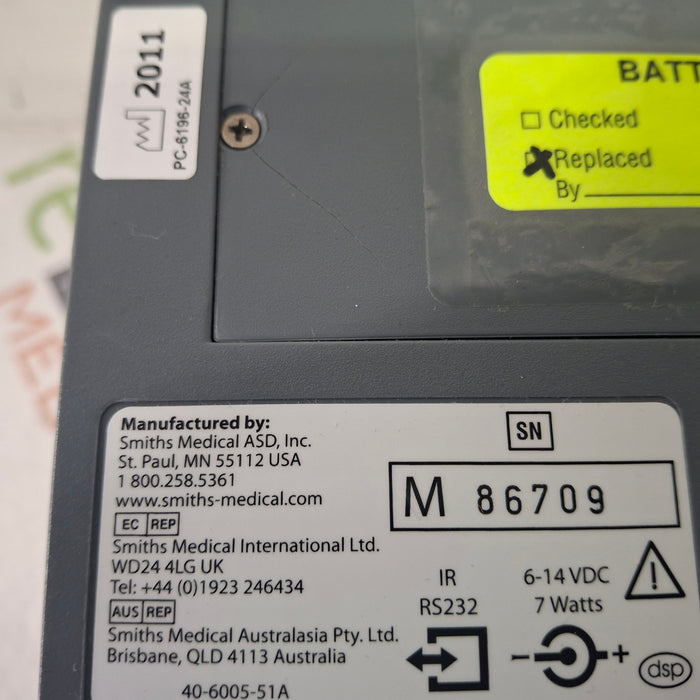 2011
PC-6196-24A
BATT
Checked
Replaced
By
Manufactured by:
Smiths Medical ASD, Inc.
St. Paul, MN 55112 USA
1 800.258.5361
www.smiths-medical.com
EC REP
Smiths Medical International Ltd.
WD24 4LG UK
Tel: +44 (0)1923 246434
AUS REP
Smiths Medical Australasia Pty. Ltd.
Brisbane, QLD 4113 Australia
40-6005-51A
SN
M 86709
IR
RS232
6-14 VDC
7 Watts
dsp